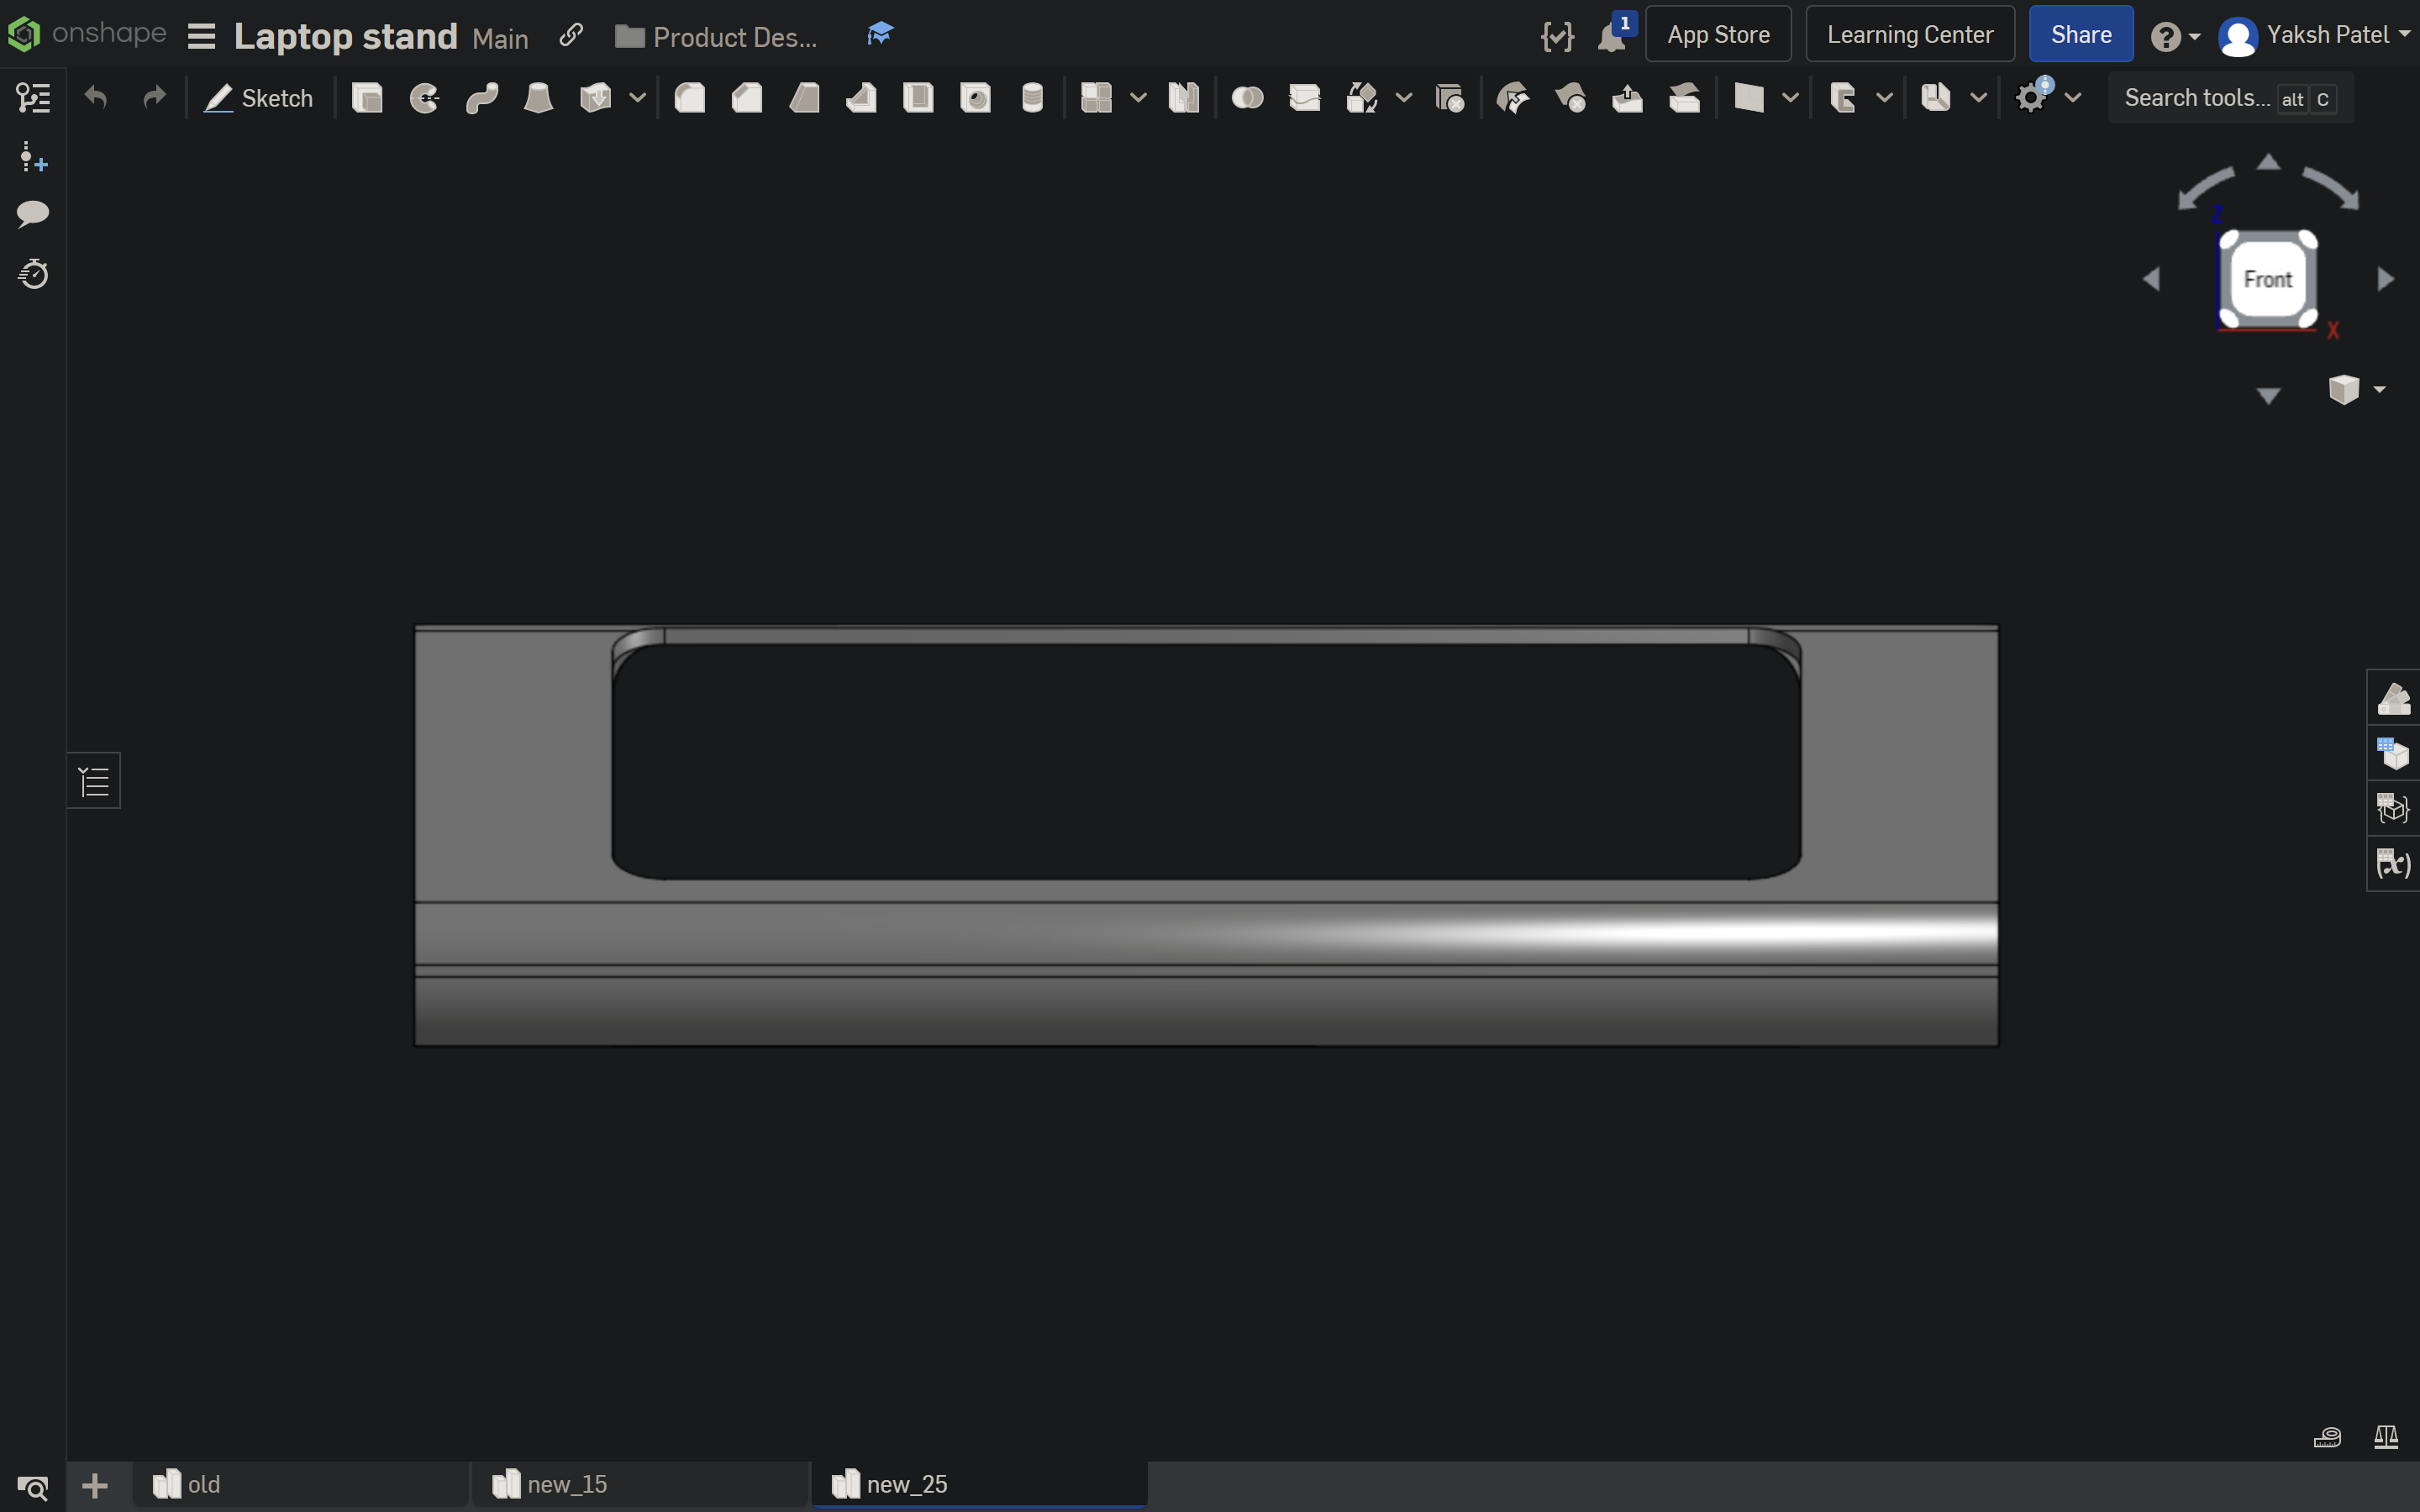 onshape Laptop stand Main Product Des... 1 App Store Learning Center Share ? Yaksh Patel
Sketch Search tools... alt C
Z
Front
X
(x)
old new_15 new_25